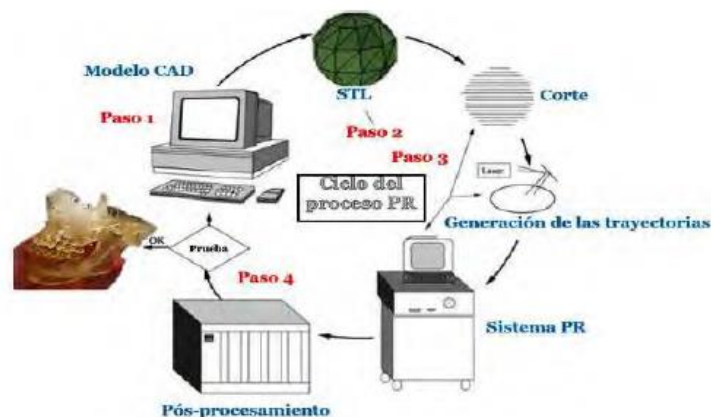 Modelo CAD
Paso 1
STL
Paso 2
Corte
Paso 3
Laser
Ciclo del
proceso PR
Generación de las trayectorias
OK
Prueba
Paso 4
Sistema PR
Pós-procesamiento